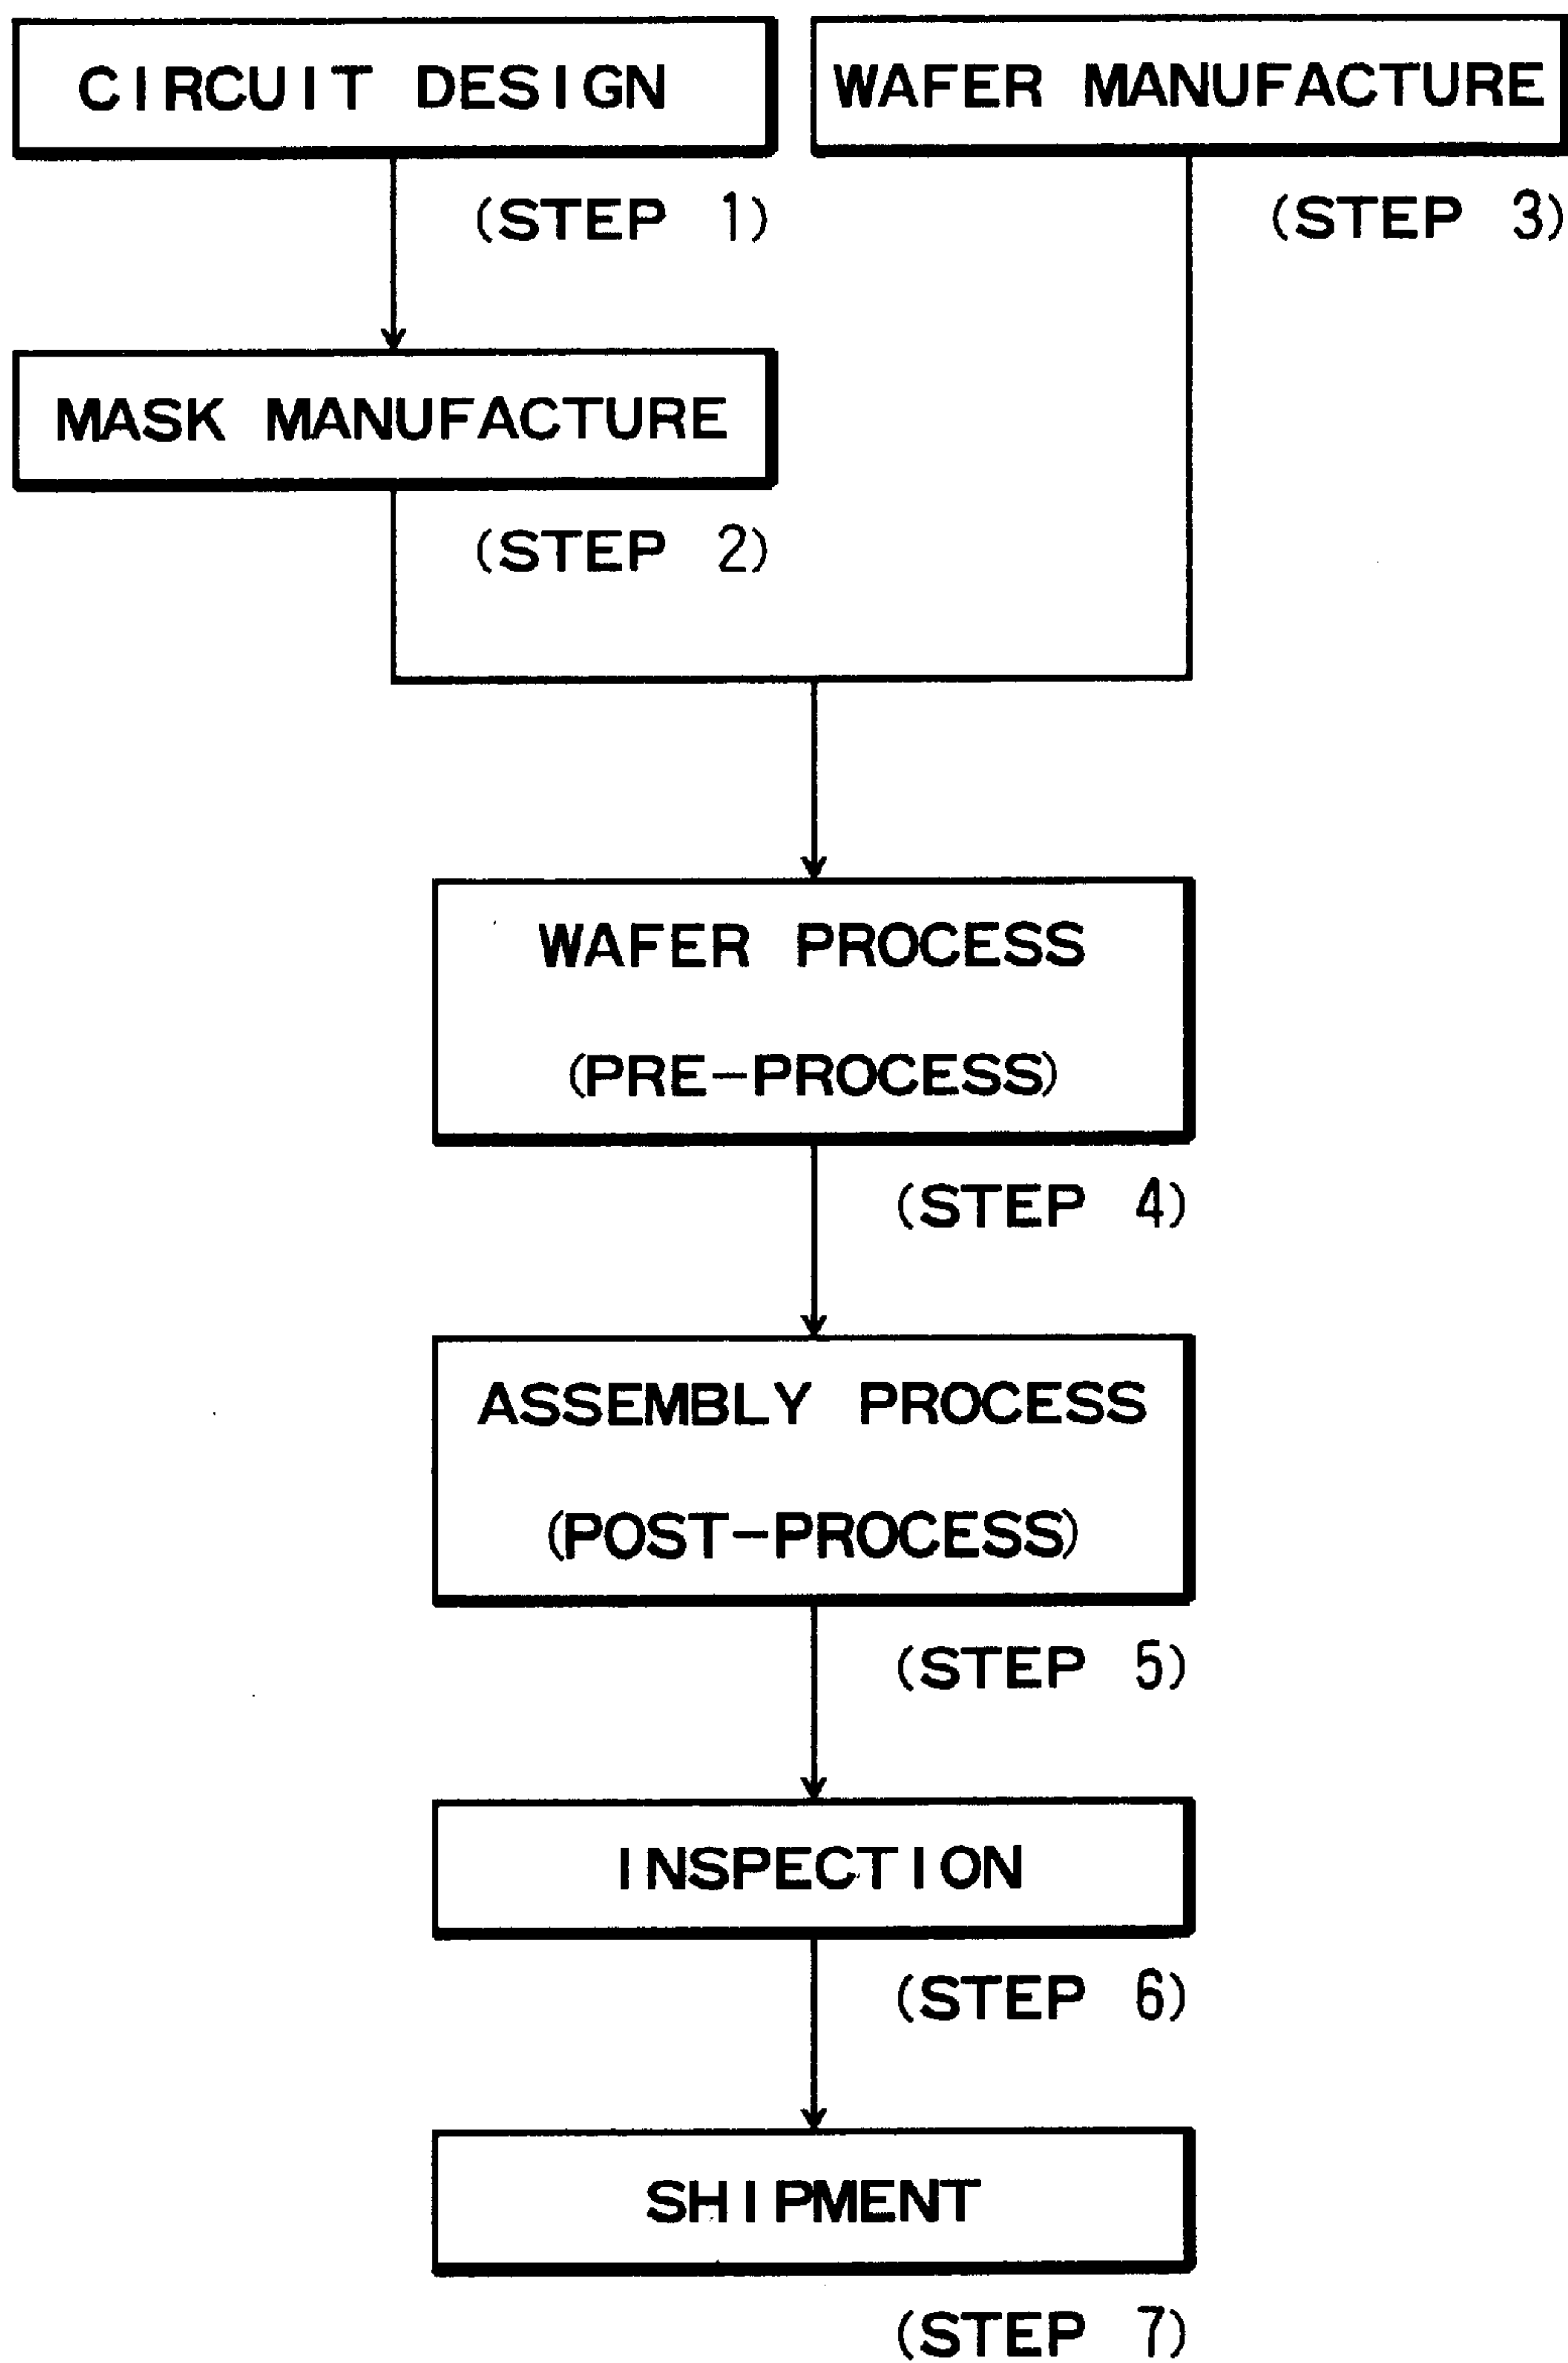 CIRCUIT DESIGN
(STEP 1)
WAFER MANUFACTURE
(STEP 3)
MASK MANUFACTURE
(STEP 2)
WAFER PROCESS
(PRE-PROCESS)
(STEP 4)
ASSEMBLY PROCESS
(POST-PROCESS)
(STEP 5)
INSPECTION
(STEP 6)
SHIPMENT
(STEP 7)